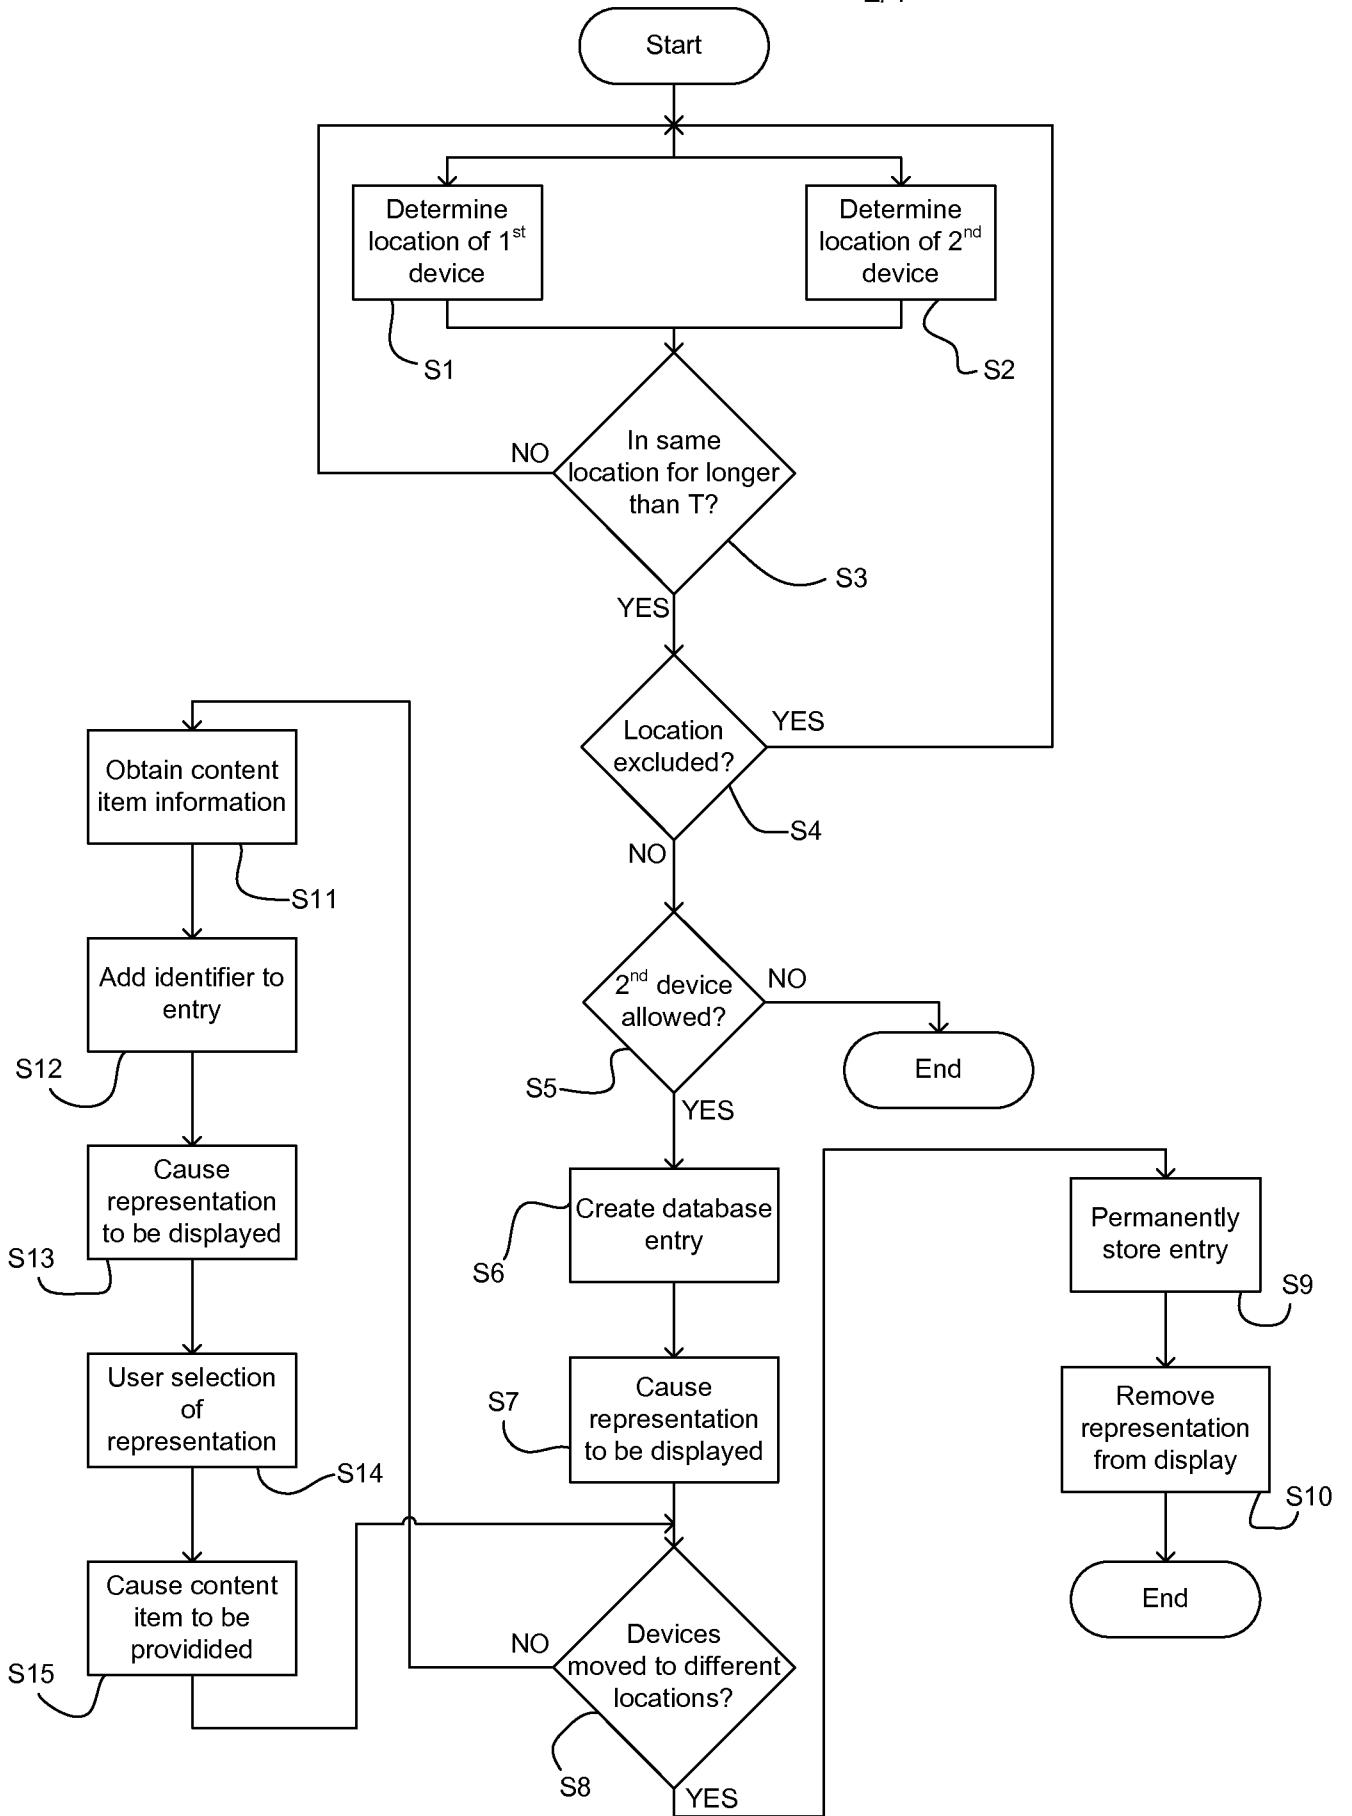 Start
Determine
location of 1st
device
Determine
location of 2nd
device
S1
S2
In same
location for longer
than T?
NO
S3
YES
Location
excluded?
YES
S4
NO
2nd device
allowed?
NO
End
S5
YES
Create database
entry
S6
Cause
representation
to be displayed
S7
Devices
moved to different
locations?
NO
S8
YES
Permanently
store entry
S9
Remove
representation
from display
S10
End
Obtain content
item information
S11
Add identifier to
entry
S12
Cause
representation
to be displayed
S13
User selection
of
representation
S14
Cause content
item to be
providided
S15